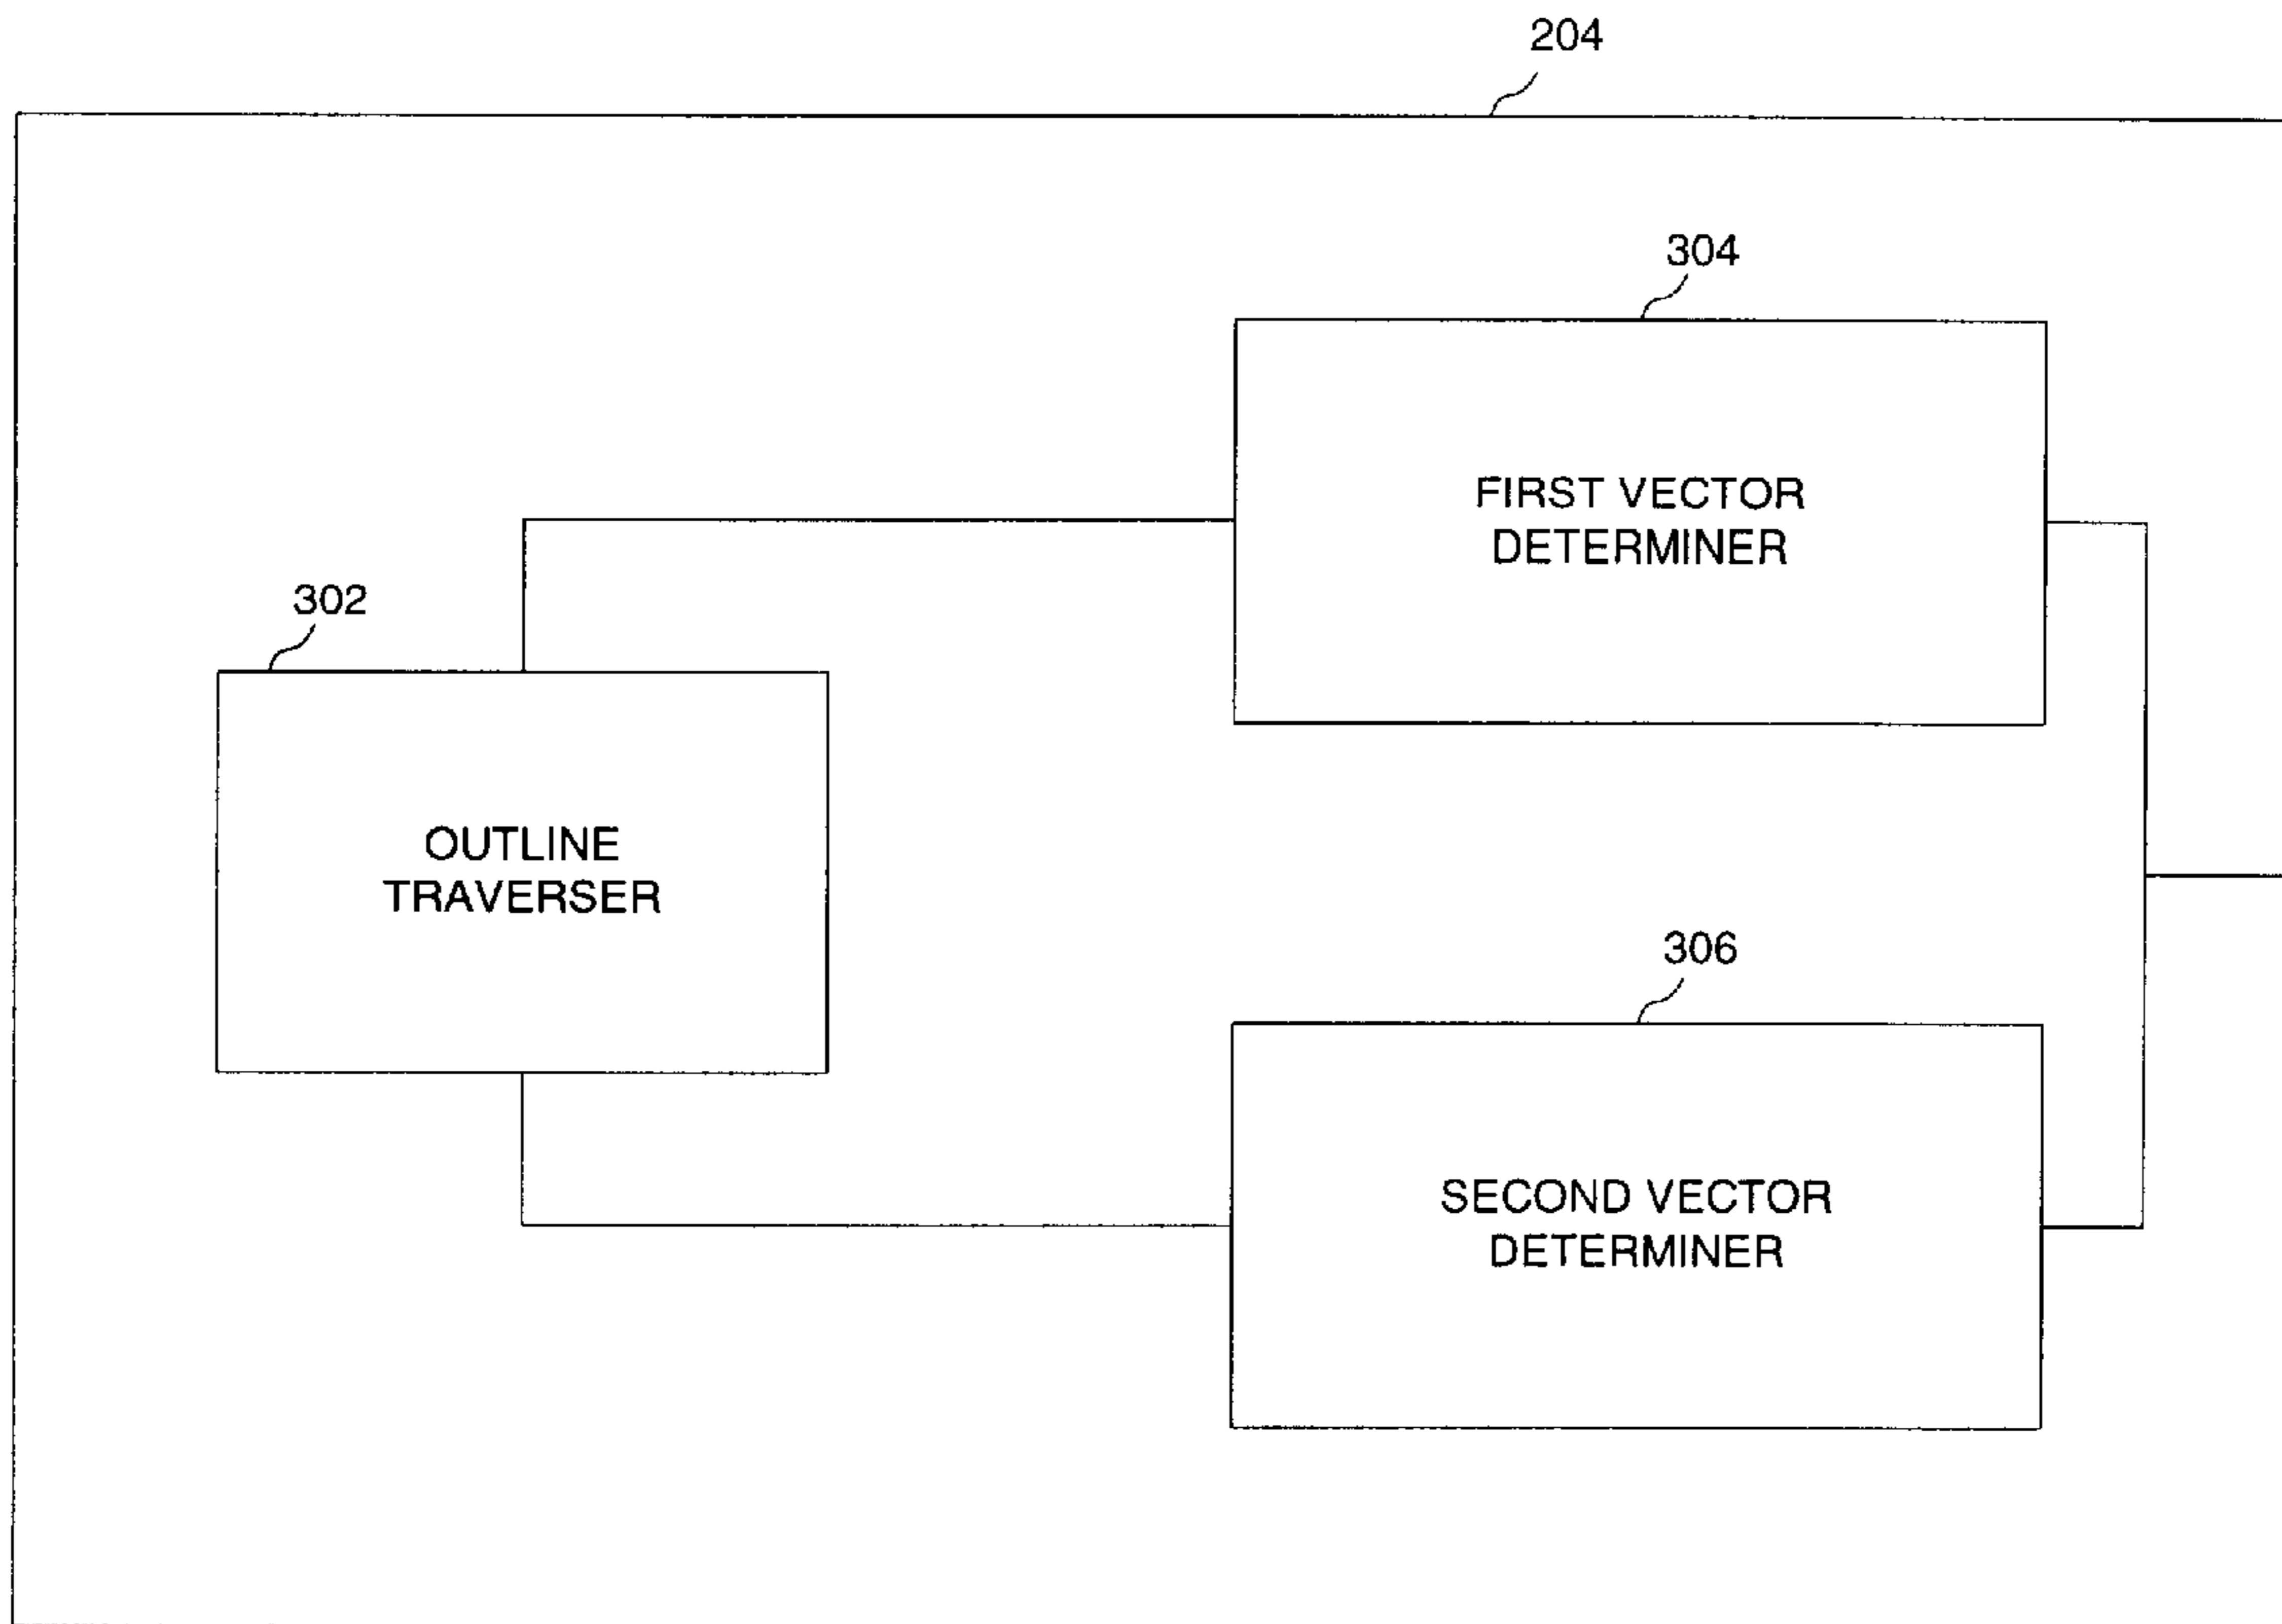 204
304
FIRST VECTOR
DETERMINER
302
OUTLINE
TRAVERSER
306
SECOND VECTOR
DETERMINER